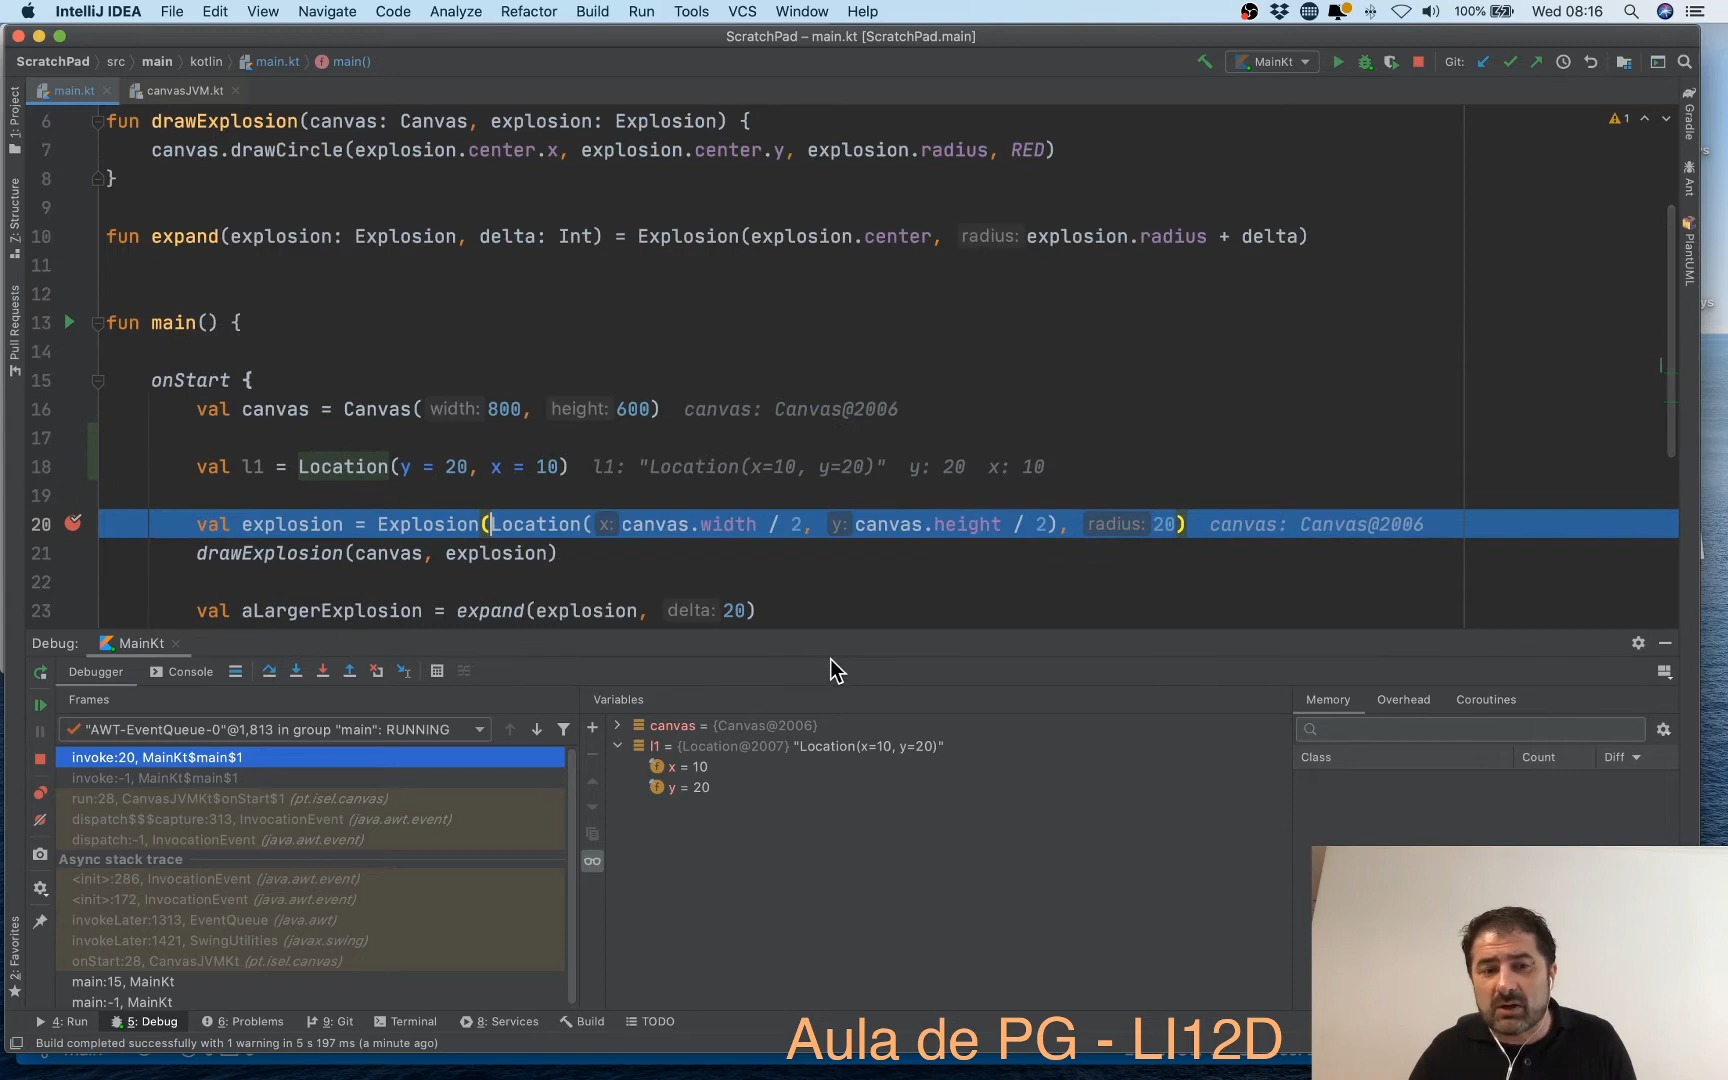 IntelliJ IDEA File Edit View Navigate Code Analyze Refactor Build Run Tools VCS Window Help 100% Wed 08:16
ScratchPad – main.kt [ScratchPad.main]
ScratchPad src main kotlin main.kt main() MainKt Git:
main.kt canvasJVM.kt
1: Project
Z: Structure
Pull Requests
2: Favorites
6 fun drawExplosion(canvas: Canvas, explosion: Explosion) {
7 canvas.drawCircle(explosion.center.x, explosion.center.y, explosion.radius, RED)
8 }
9
10 fun expand(explosion: Explosion, delta: Int) = Explosion(explosion.center, radius: explosion.radius + delta)
11
12
13 fun main() {
14
15 onStart {
16 val canvas = Canvas( width: 800, height: 600) canvas: Canvas@2006
17
18 val l1 = Location(y = 20, x = 10) l1: "Location(x=10, y=20)" y: 20 x: 10
19
20 val explosion = Explosion(Location( x: canvas.width / 2, y: canvas.height / 2), radius: 20) canvas: Canvas@2006
21 drawExplosion(canvas, explosion)
22
23 val aLargerExplosion = expand(explosion, delta: 20)
1
Gradle
Ant
PlantUML
Debug: MainKt
Debugger Console
Frames
"AWT-EventQueue-0"@1,813 in group "main": RUNNING
invoke:20, MainKt$main$1
invoke:-1, MainKt$main$1
run:28, CanvasJVMKt$onStart$1 (pt.isel.canvas)
dispatch$$$capture:313, InvocationEvent (java.awt.event)
dispatch:-1, InvocationEvent (java.awt.event)
Async stack trace
<init>:286, InvocationEvent (java.awt.event)
<init>:172, InvocationEvent (java.awt.event)
invokeLater:1313, EventQueue (java.awt)
invokeLater:1421, SwingUtilities (javax.swing)
onStart:28, CanvasJVMKt (pt.isel.canvas)
main:15, MainKt
main:-1, MainKt
Variables
canvas = {Canvas@2006}
l1 = {Location@2007} "Location(x=10, y=20)"
x = 10
y = 20
Memory Overhead Coroutines
Class Count Diff
4: Run 5: Debug 6: Problems 9: Git Terminal 8: Services Build TODO
Build completed successfully with 1 warning in 5 s 197 ms (a minute ago)
Aula de PG - LI12D